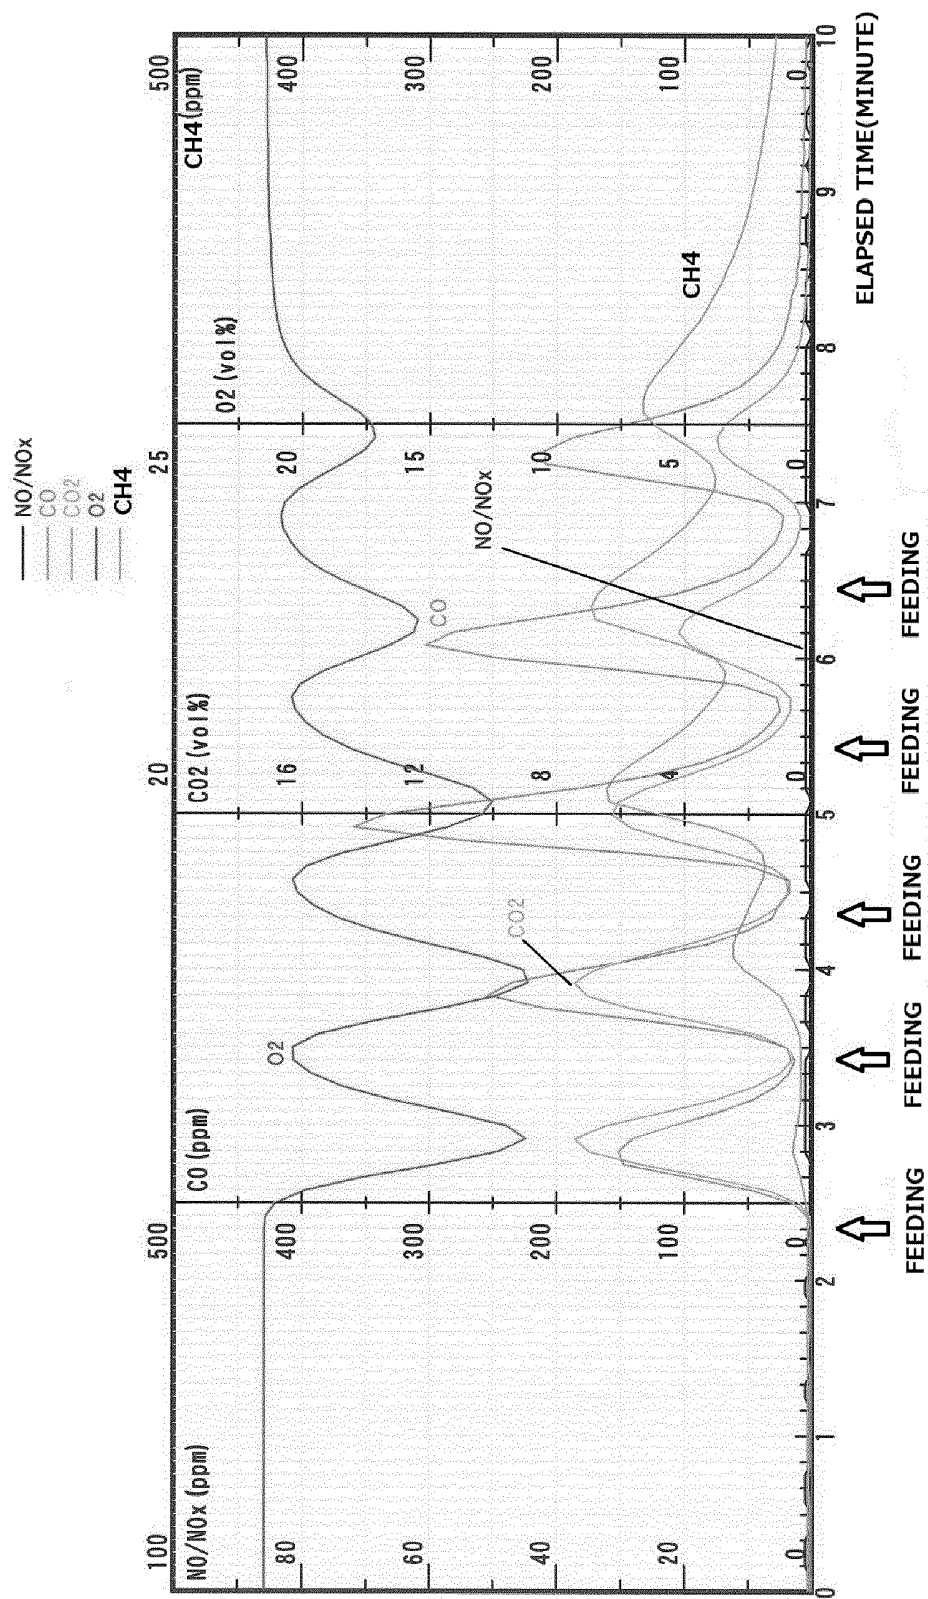 NO/NOx
CO
CO2
O2
CH4
100
NO/NOx (ppm)
80
60
40
20
0
500
CO (ppm)
400
300
200
100
0
20
CO2 (vol%)
16
12
8
4
0
25
O2 (vol%)
20
15
10
5
0
500
CH4(ppm)
400
300
200
100
0
O2
CO2
CO
NO/NOx
CH4
0
1
2
3
4
5
6
7
8
9
10
ELAPSED TIME(MINUTE)
FEEDING
FEEDING
FEEDING
FEEDING
FEEDING